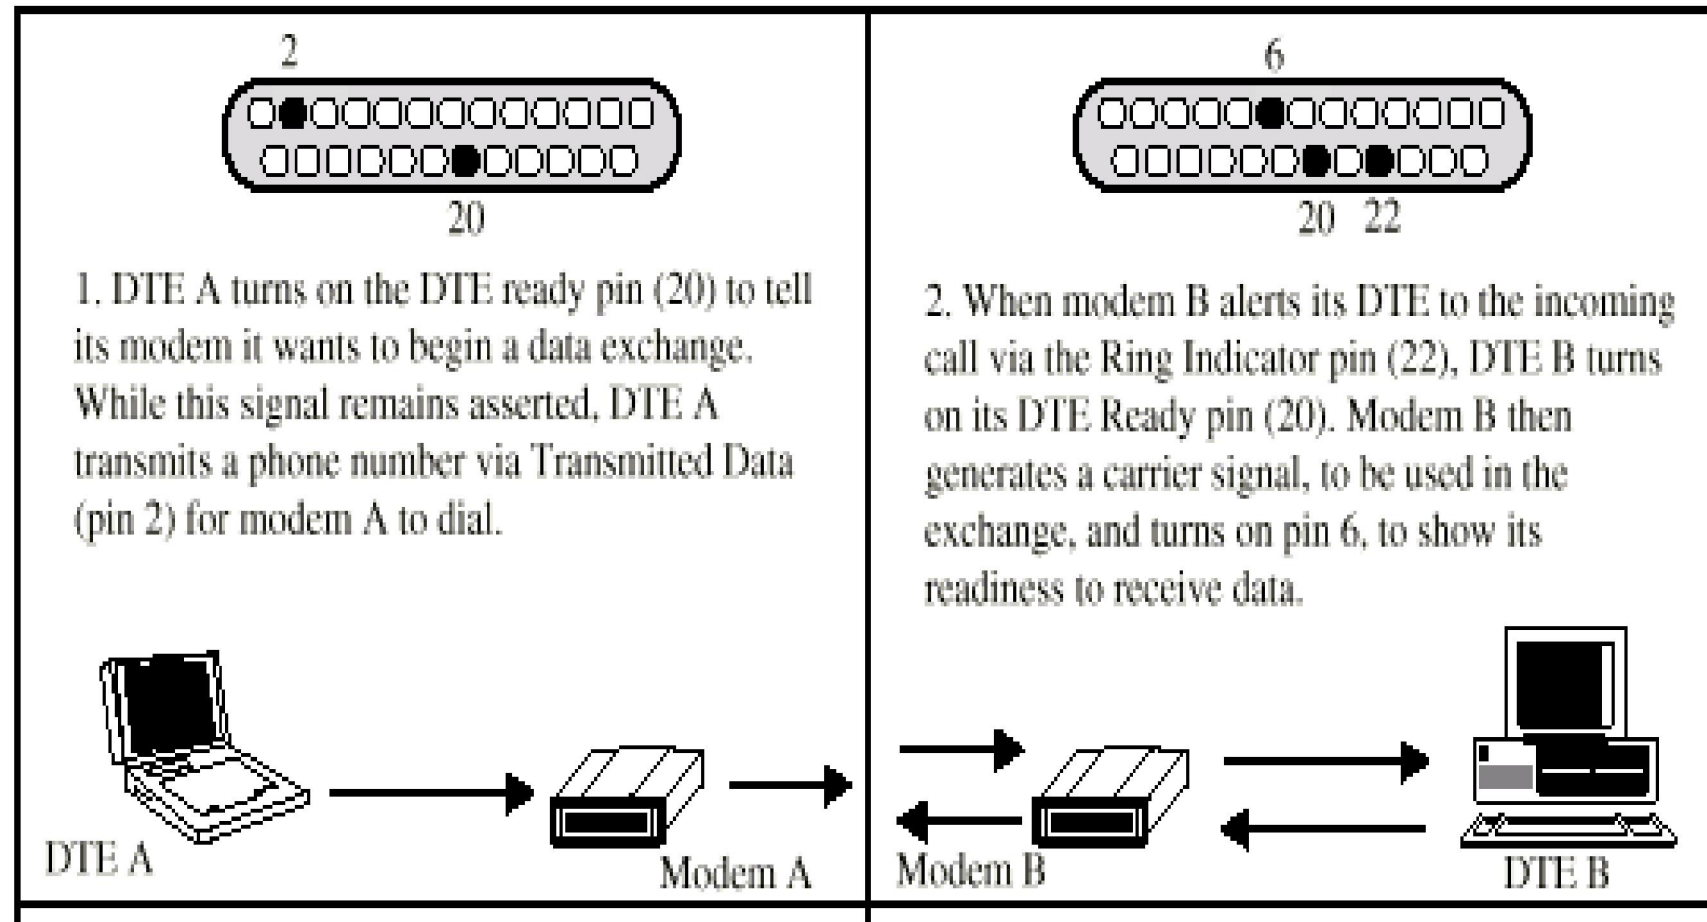 2
20
1. DTE A turns on the DTE ready pin (20) to tell
its modem it wants to begin a data exchange.
While this signal remains asserted, DTE A
transmits a phone number via Transmitted Data
(pin 2) for modem A to dial.
DTE A
Modem A
6
20 22
2. When modem B alerts its DTE to the incoming
call via the Ring Indicator pin (22), DTE B turns
on its DTE Ready pin (20). Modem B then
generates a carrier signal, to be used in the
exchange, and turns on pin 6, to show its
readiness to receive data.
Modem B
DTE B